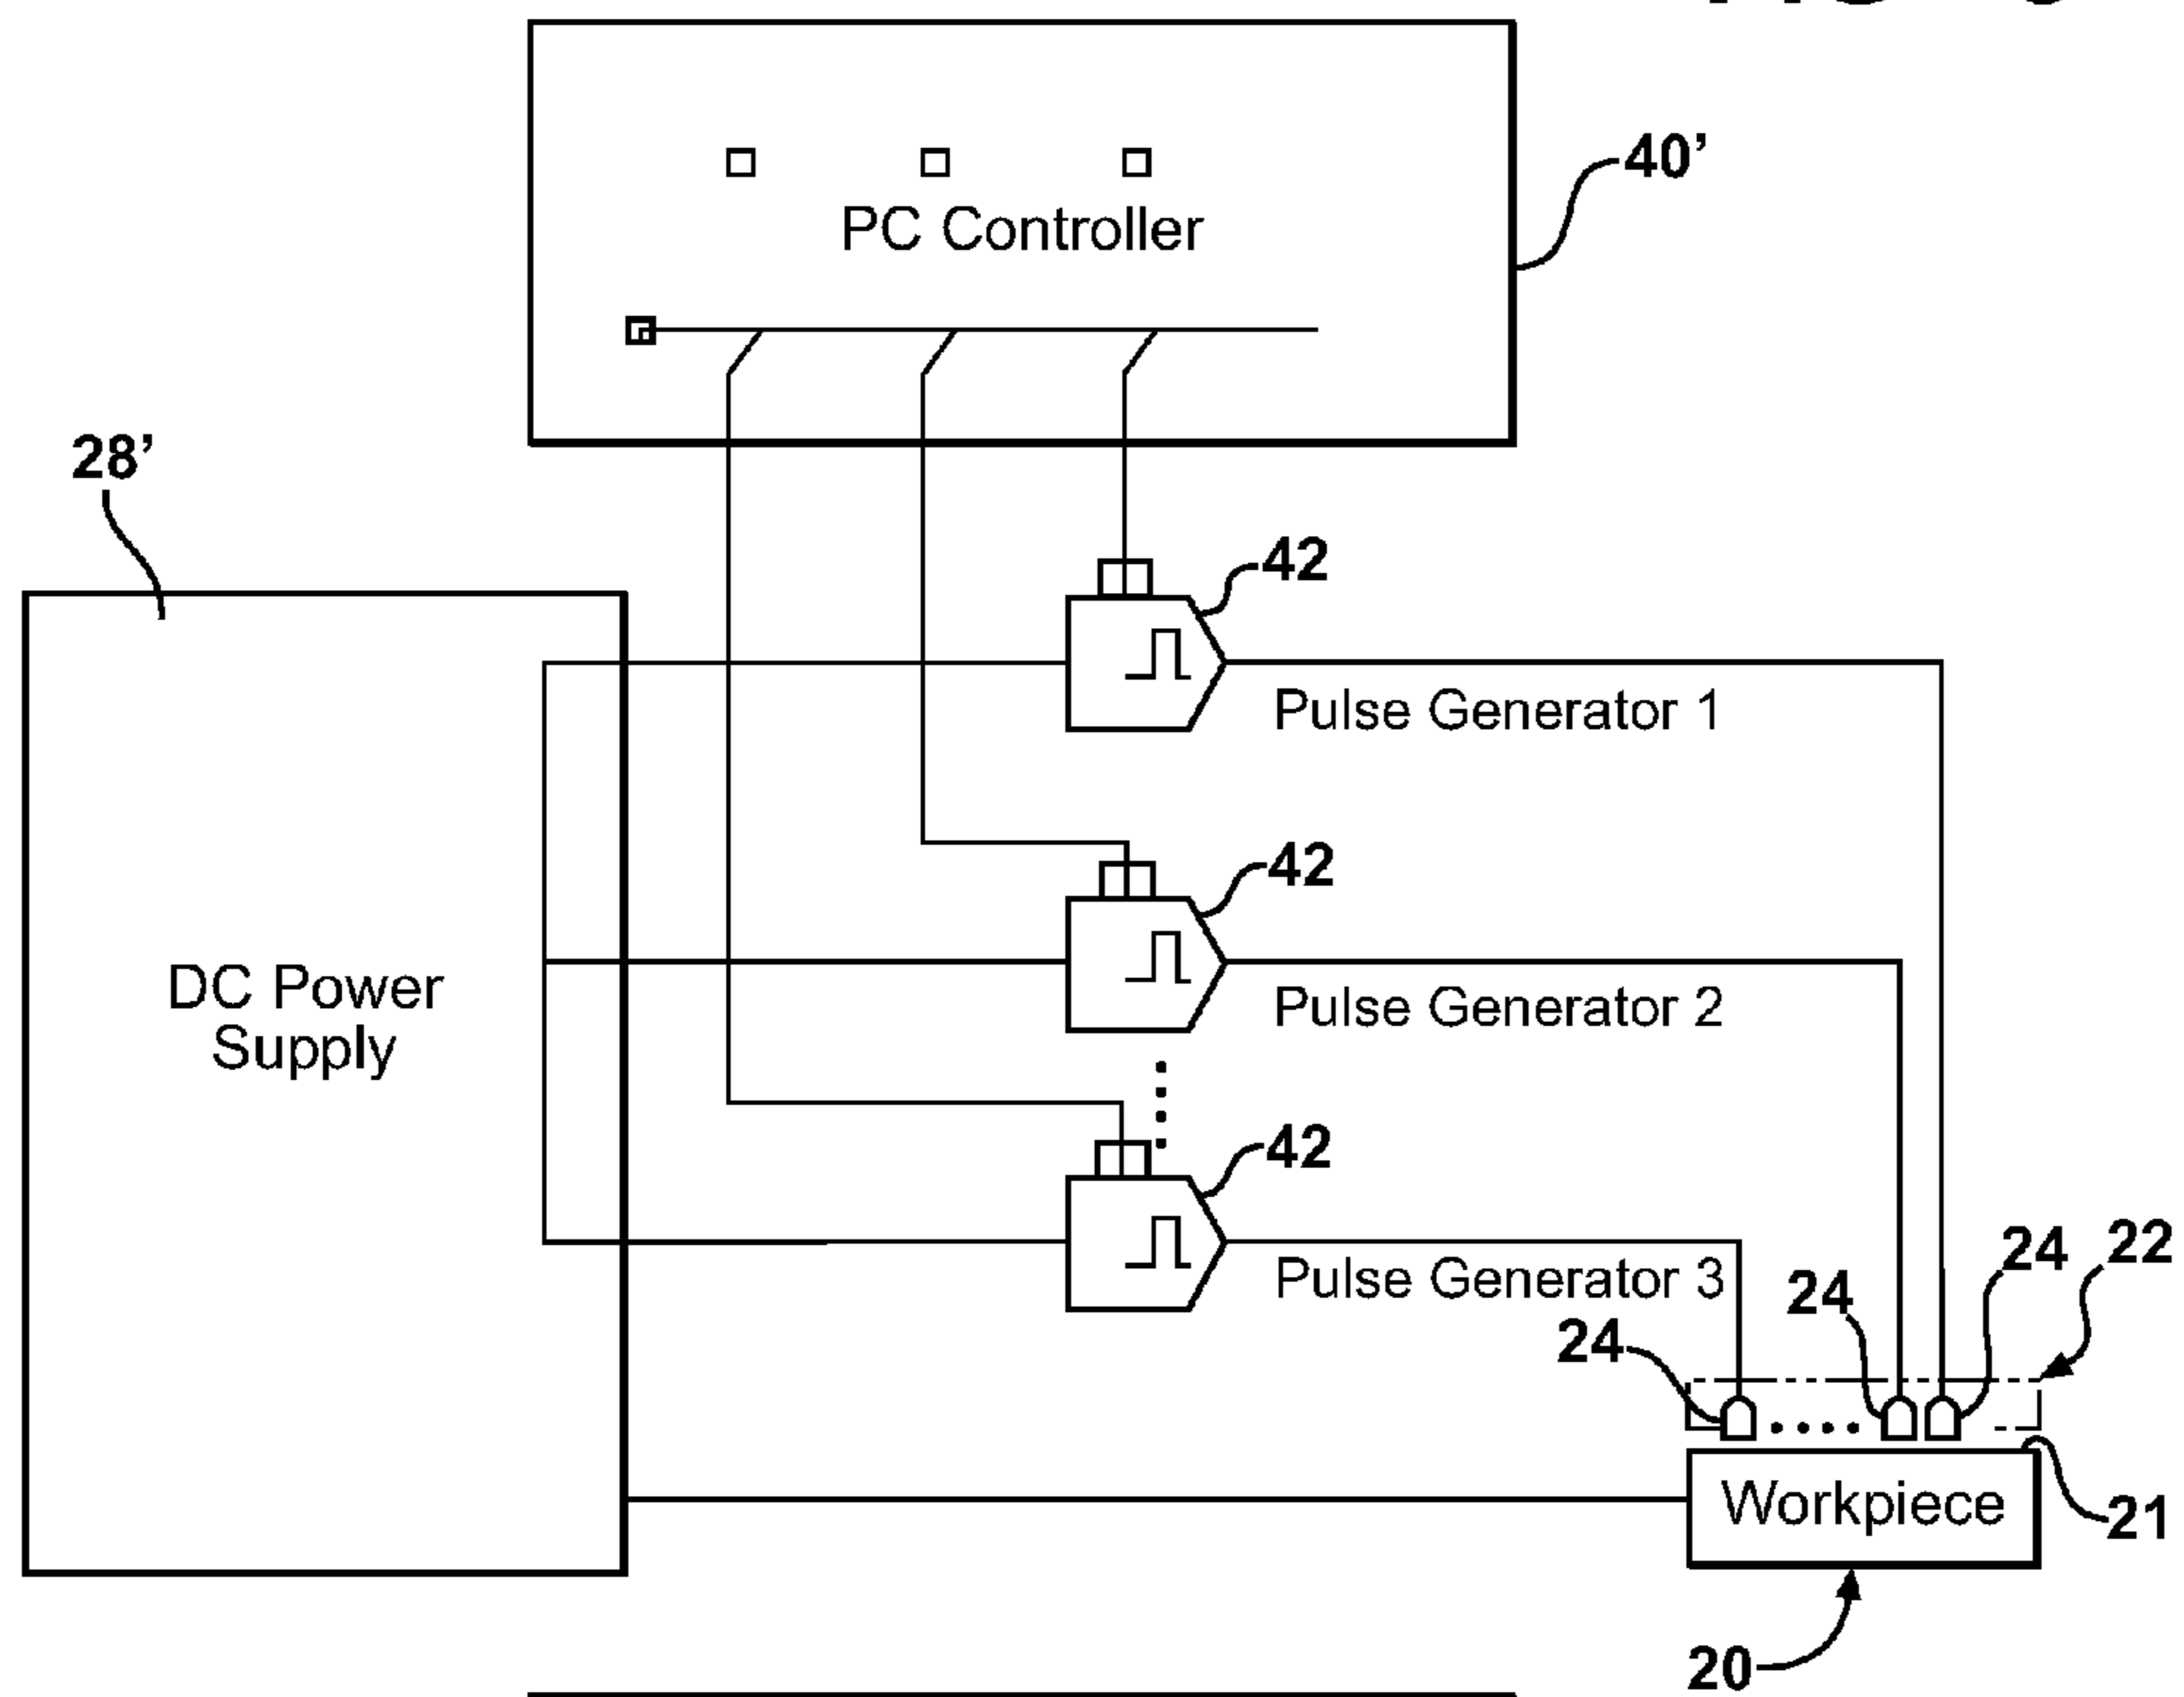 40’
PC Controller
28’
42
Pulse Generator 1
42
Pulse Generator 2
DC Power
Supply
42
Pulse Generator 3
24
24
24
22
Workpiece
21
20